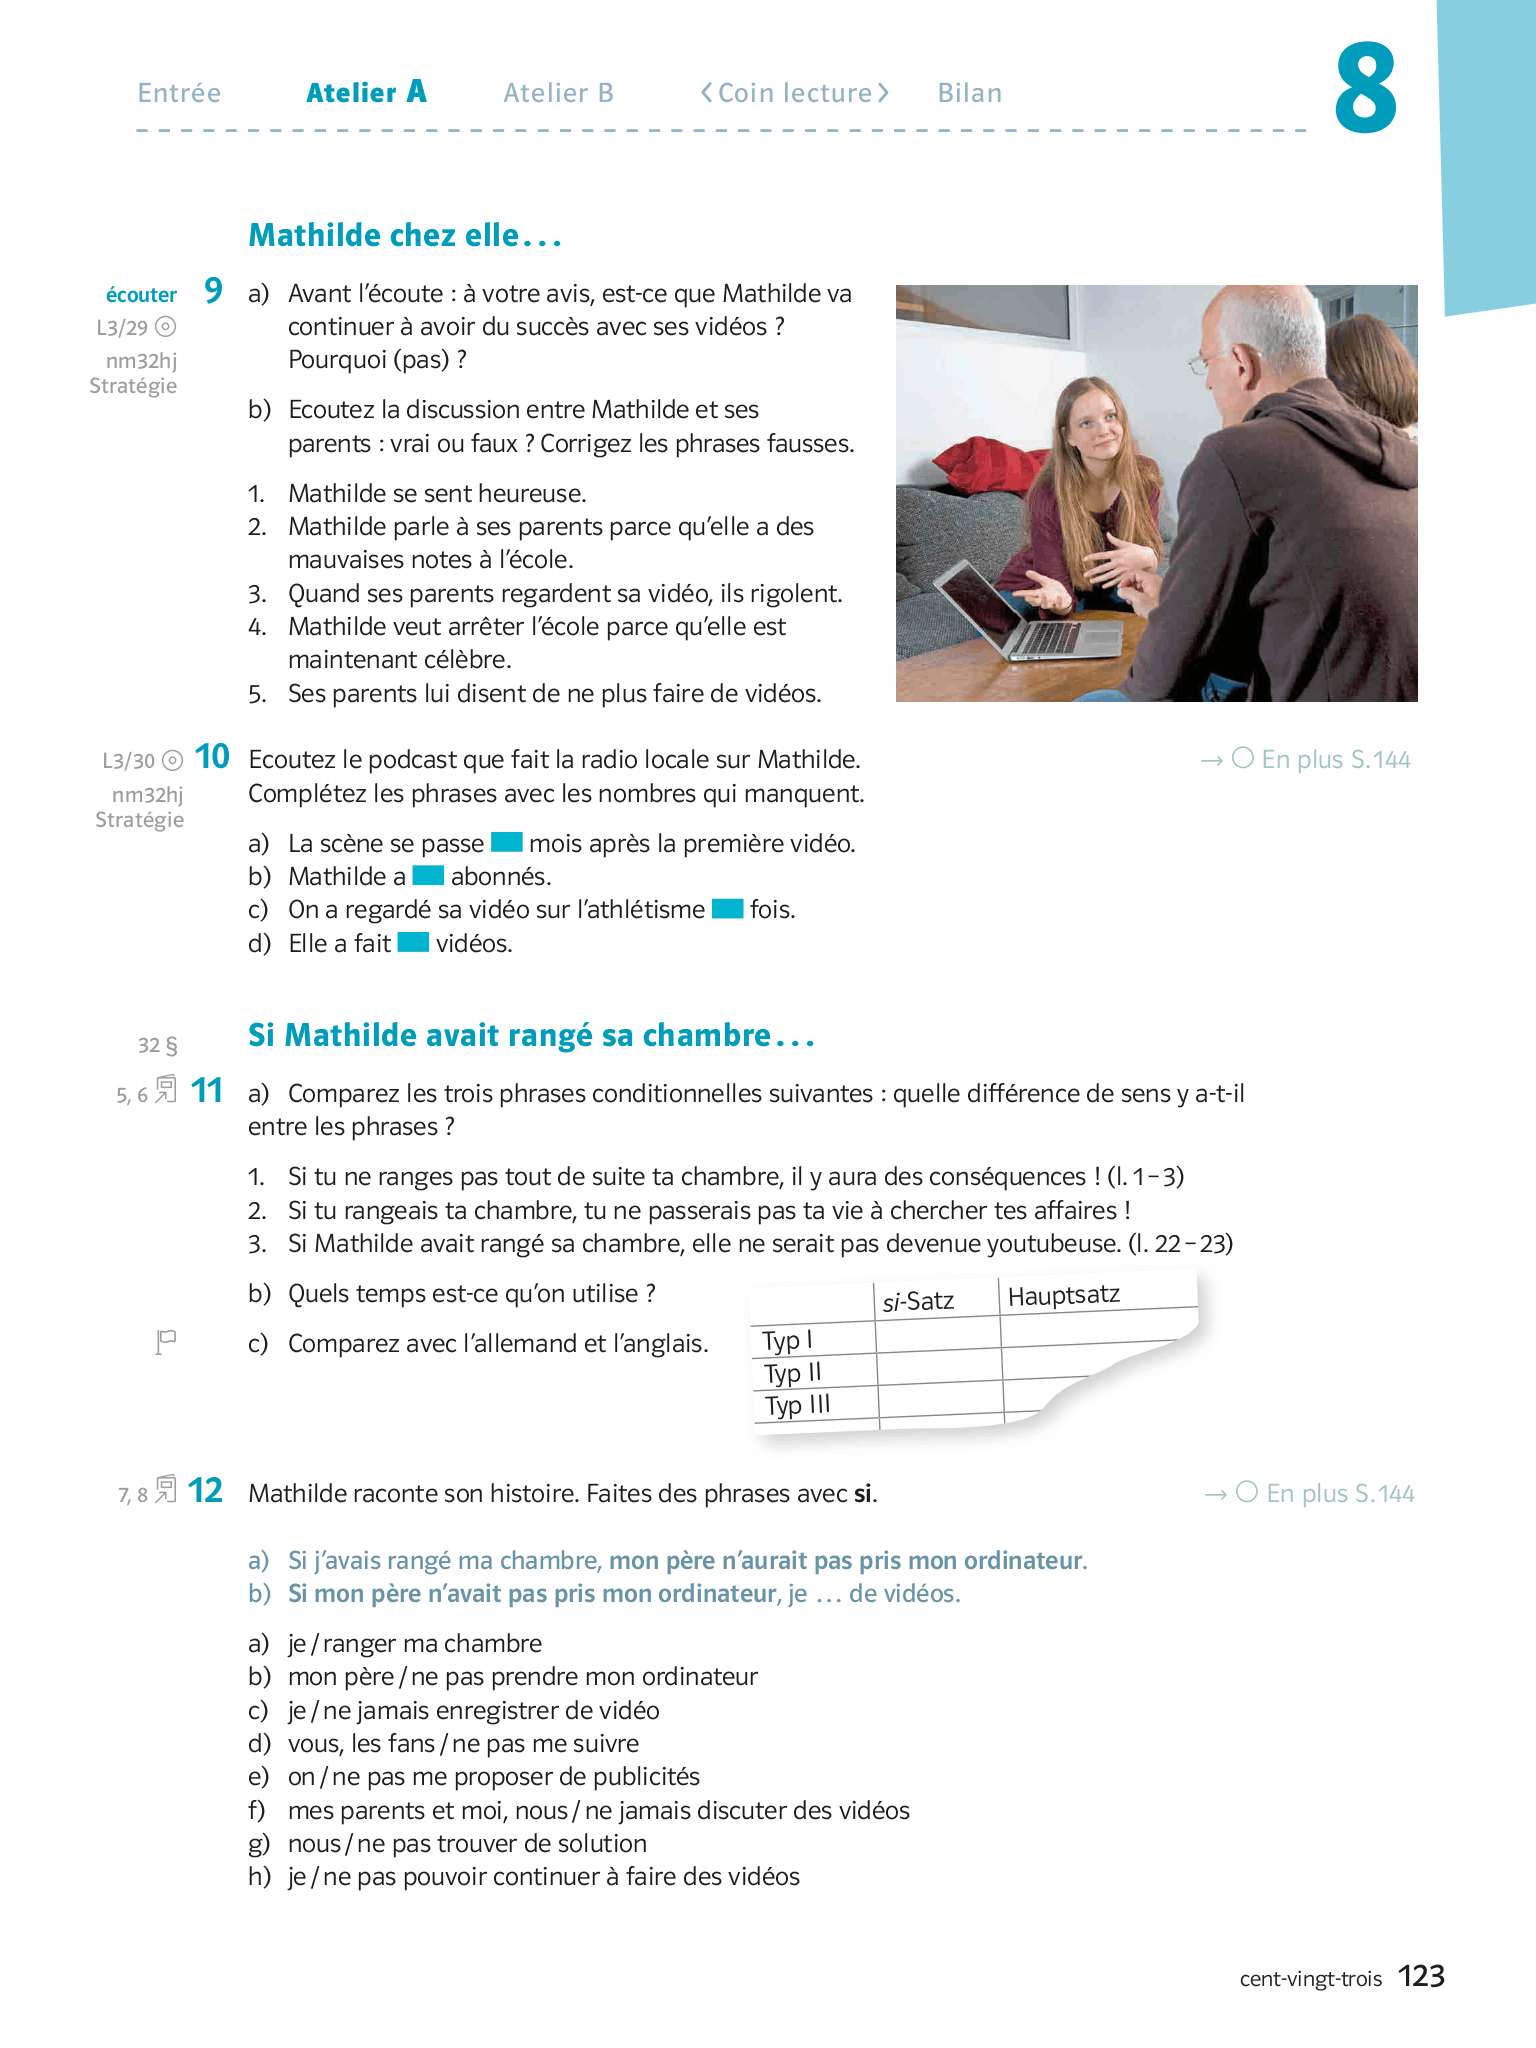 Entrée Atelier A Atelier B ‹Coin lecture› Bilan 8
Mathilde chez elle...
écouter 9 a) Avant l’écoute : à votre avis, est-ce que Mathilde va
L3/29 continuer à avoir du succès avec ses vidéos ?
nm32hj Pourquoi (pas) ?
Stratégie
b) Ecoutez la discussion entre Mathilde et ses
parents : vrai ou faux ? Corrigez les phrases fausses.
1. Mathilde se sent heureuse.
2. Mathilde parle à ses parents parce qu’elle a des
mauvaises notes à l’école.
3. Quand ses parents regardent sa vidéo, ils rigolent.
4. Mathilde veut arrêter l’école parce qu’elle est
maintenant célèbre.
5. Ses parents lui disent de ne plus faire de vidéos.
L3/30 10 Ecoutez le podcast que fait la radio locale sur Mathilde. → ○ En plus S.144
nm32hj Complétez les phrases avec les nombres qui manquent.
Stratégie
a) La scène se passe mois après la première vidéo.
b) Mathilde a abonnés.
c) On a regardé sa vidéo sur l’athlétisme fois.
d) Elle a fait vidéos.
32 § Si Mathilde avait rangé sa chambre...
5, 6 11 a) Comparez les trois phrases conditionnelles suivantes : quelle différence de sens y a-t-il
entre les phrases ?
1. Si tu ne ranges pas tout de suite ta chambre, il y aura des conséquences ! (l. 1–3)
2. Si tu rangeais ta chambre, tu ne passerais pas ta vie à chercher tes affaires !
3. Si Mathilde avait rangé sa chambre, elle ne serait pas devenue youtubeuse. (l. 22–23)
b) Quels temps est-ce qu’on utilise ?
c) Comparez avec l’allemand et l’anglais.
si-Satz Hauptsatz
Typ I
Typ II
Typ III
7, 8 12 Mathilde raconte son histoire. Faites des phrases avec si. → ○ En plus S.144
a) Si j’avais rangé ma chambre, mon père n’aurait pas pris mon ordinateur.
b) Si mon père n’avait pas pris mon ordinateur, je ... de vidéos.
a) je / ranger ma chambre
b) mon père / ne pas prendre mon ordinateur
c) je / ne jamais enregistrer de vidéo
d) vous, les fans / ne pas me suivre
e) on / ne pas me proposer de publicités
f) mes parents et moi, nous / ne jamais discuter des vidéos
g) nous / ne pas trouver de solution
h) je / ne pas pouvoir continuer à faire des vidéos
cent-vingt-trois 123